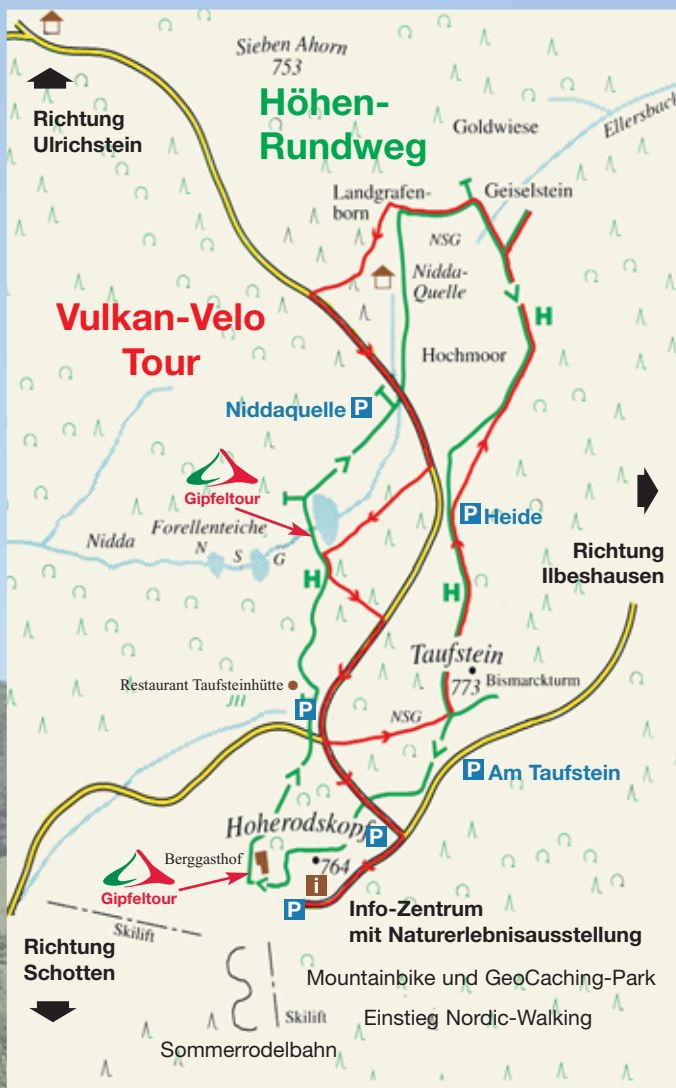 Sieben Ahorn
753
Höhen-
Rundweg
Richtung
Ulrichstein
Goldwiese
Ellersbach
Landgrafen-
born
Geiselstein
NSG
Nidda-
Quelle
H
Vulkan-Velo
Tour
Hochmoor
Niddaquelle P
Gipfeltour
P Heide
Forellenteiche
Nidda
N S G
Richtung
Ilbeshausen
H
H
Taufstein
773 Bismarckturm
Restaurant Taufsteinhütte
P
NSG
P Am Taufstein
Hoherodskopf
P
Berggasthof
764
Gipfeltour
i
P
Info-Zentrum
mit Naturerlebnisausstellung
Skilift
Richtung
Schotten
Mountainbike und GeoCaching-Park
Skilift
Einstieg Nordic-Walking
Sommerrodelbahn